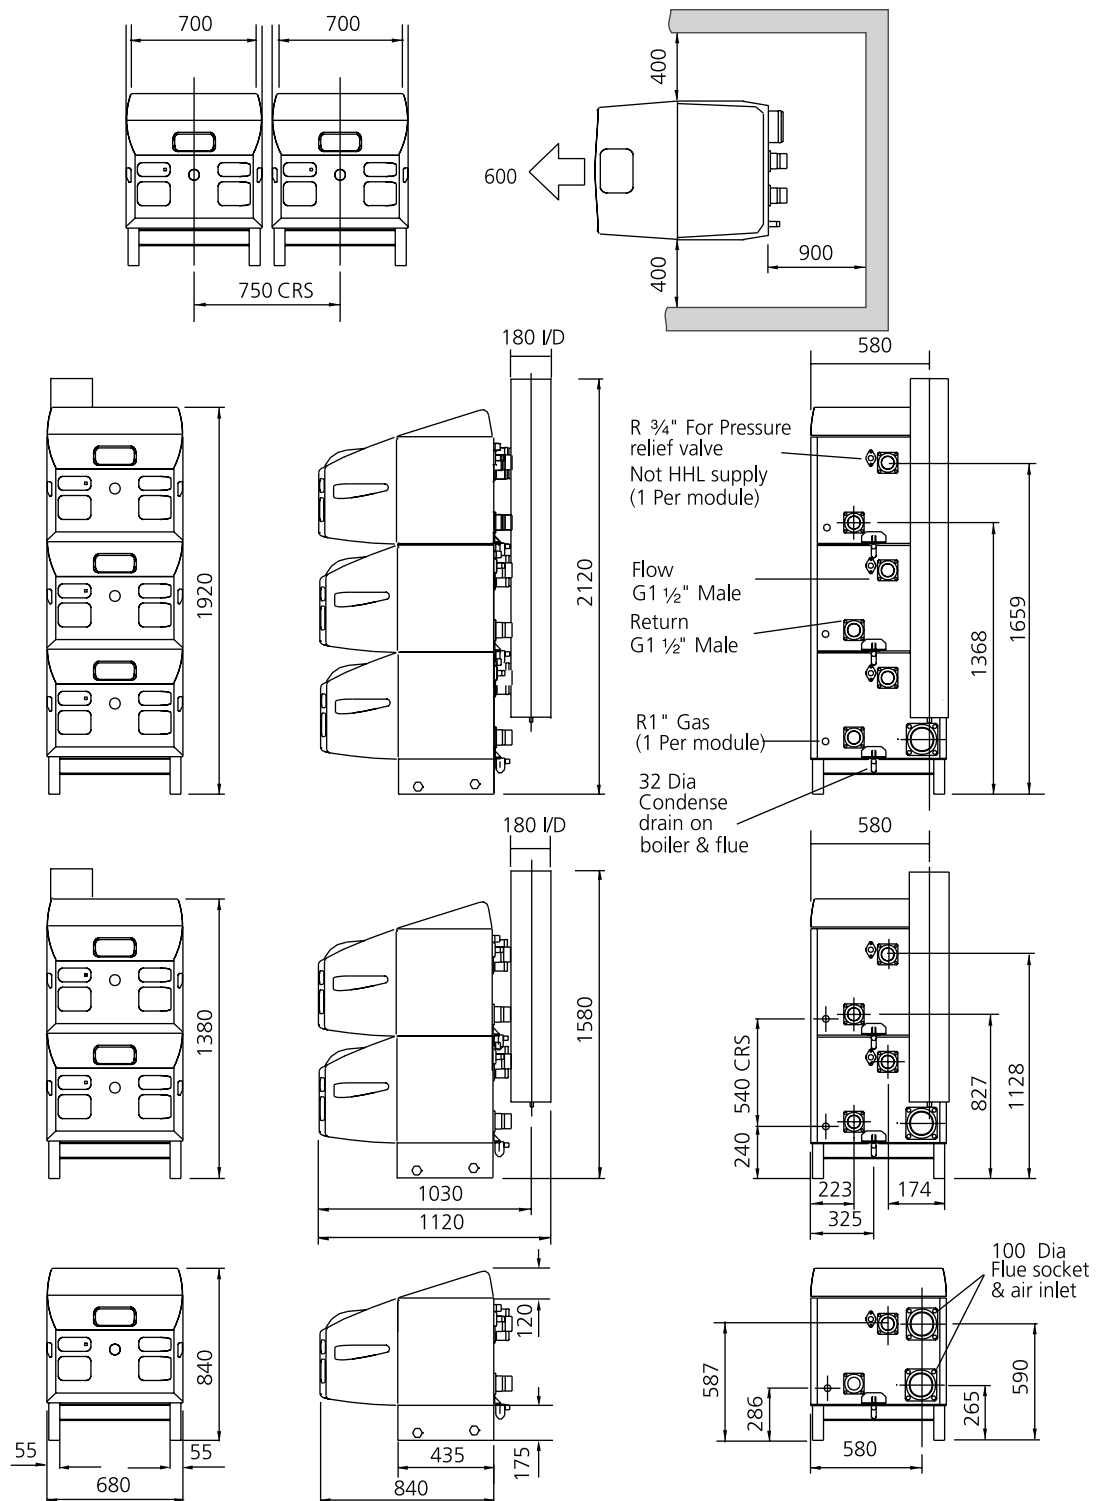 700
700
750 CRS
400
600
900
400
180 I/D
1920
2120
580
R ¾" For Pressure
relief valve
Not HHL supply
(1 Per module)
Flow
G1 ½" Male
Return
G1 ½" Male
R1" Gas
(1 Per module)
32 Dia
Condense
drain on
boiler & flue
1368
1659
180 I/D
1380
1580
1030
1120
580
540 CRS
240
827
1128
223
174
325
840
55
55
680
120
435
175
840
100 Dia
Flue socket
& air inlet
587
286
590
265
580